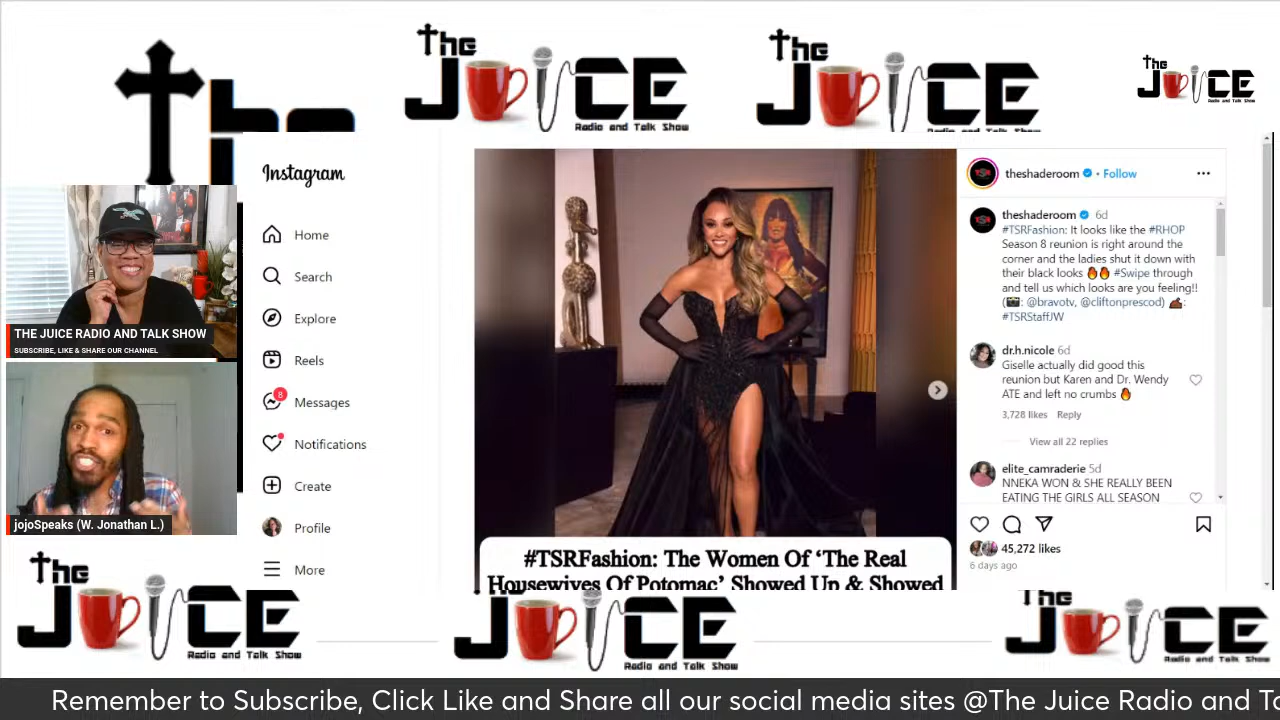 The
JUICE
Radio and Talk Show
The
JUICE
Radio and Talk Show
The
JUICE
Radio and Talk Show
The
Instagram
Home
Search
Explore
Reels
8
Messages
Notifications
Create
Profile
More
THE JUICE RADIO AND TALK SHOW
SUBSCRIBE, LIKE & SHARE OUR CHANNEL
jojoSpeaks (W. Jonathan L.)
#TSRFashion: The Women Of ‘The Real
Housewives Of Potomac’ Showed Up & Showed
theshaderoom • Follow
theshaderoom 6d
#TSRFashion: It looks like the #RHOP
Season 8 reunion is right around the
corner and the ladies shut it down with
their black looks 🔥🔥 #Swipe through
and tell us which looks are you feeling!!
(📸: @bravotv, @cliftonprescod) ✍🏾:
#TSRStaffJW
dr.h.nicole 6d
Giselle actually did good this
reunion but Karen and Dr. Wendy
ATE and left no crumbs 🔥
3,728 likes Reply
View all 22 replies
elite_camraderie 5d
NNEKA WON & SHE REALLY BEEN
EATING THE GIRLS ALL SEASON
45,272 likes
6 days ago
The
JUICE
Radio and Talk Show
JUICE
Radio and Talk Show
The
JUICE
Radio and Talk Show
Remember to Subscribe, Click Like and Share all our social media sites @The Juice Radio and Ta